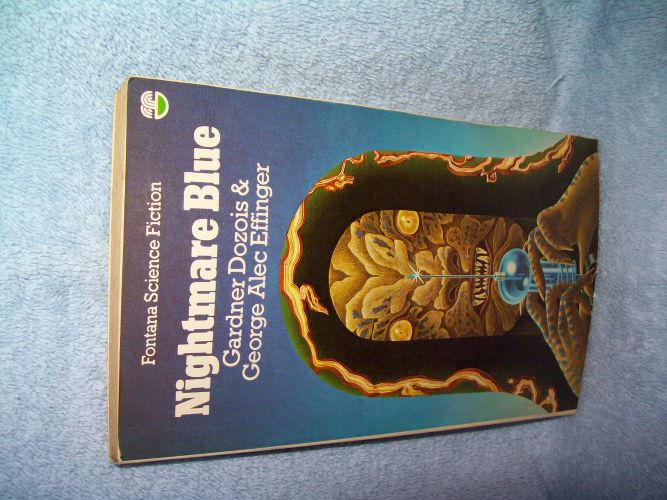 Fontana Science Fiction
Nightmare Blue
Gardner Dozois &
George Alec Effinger